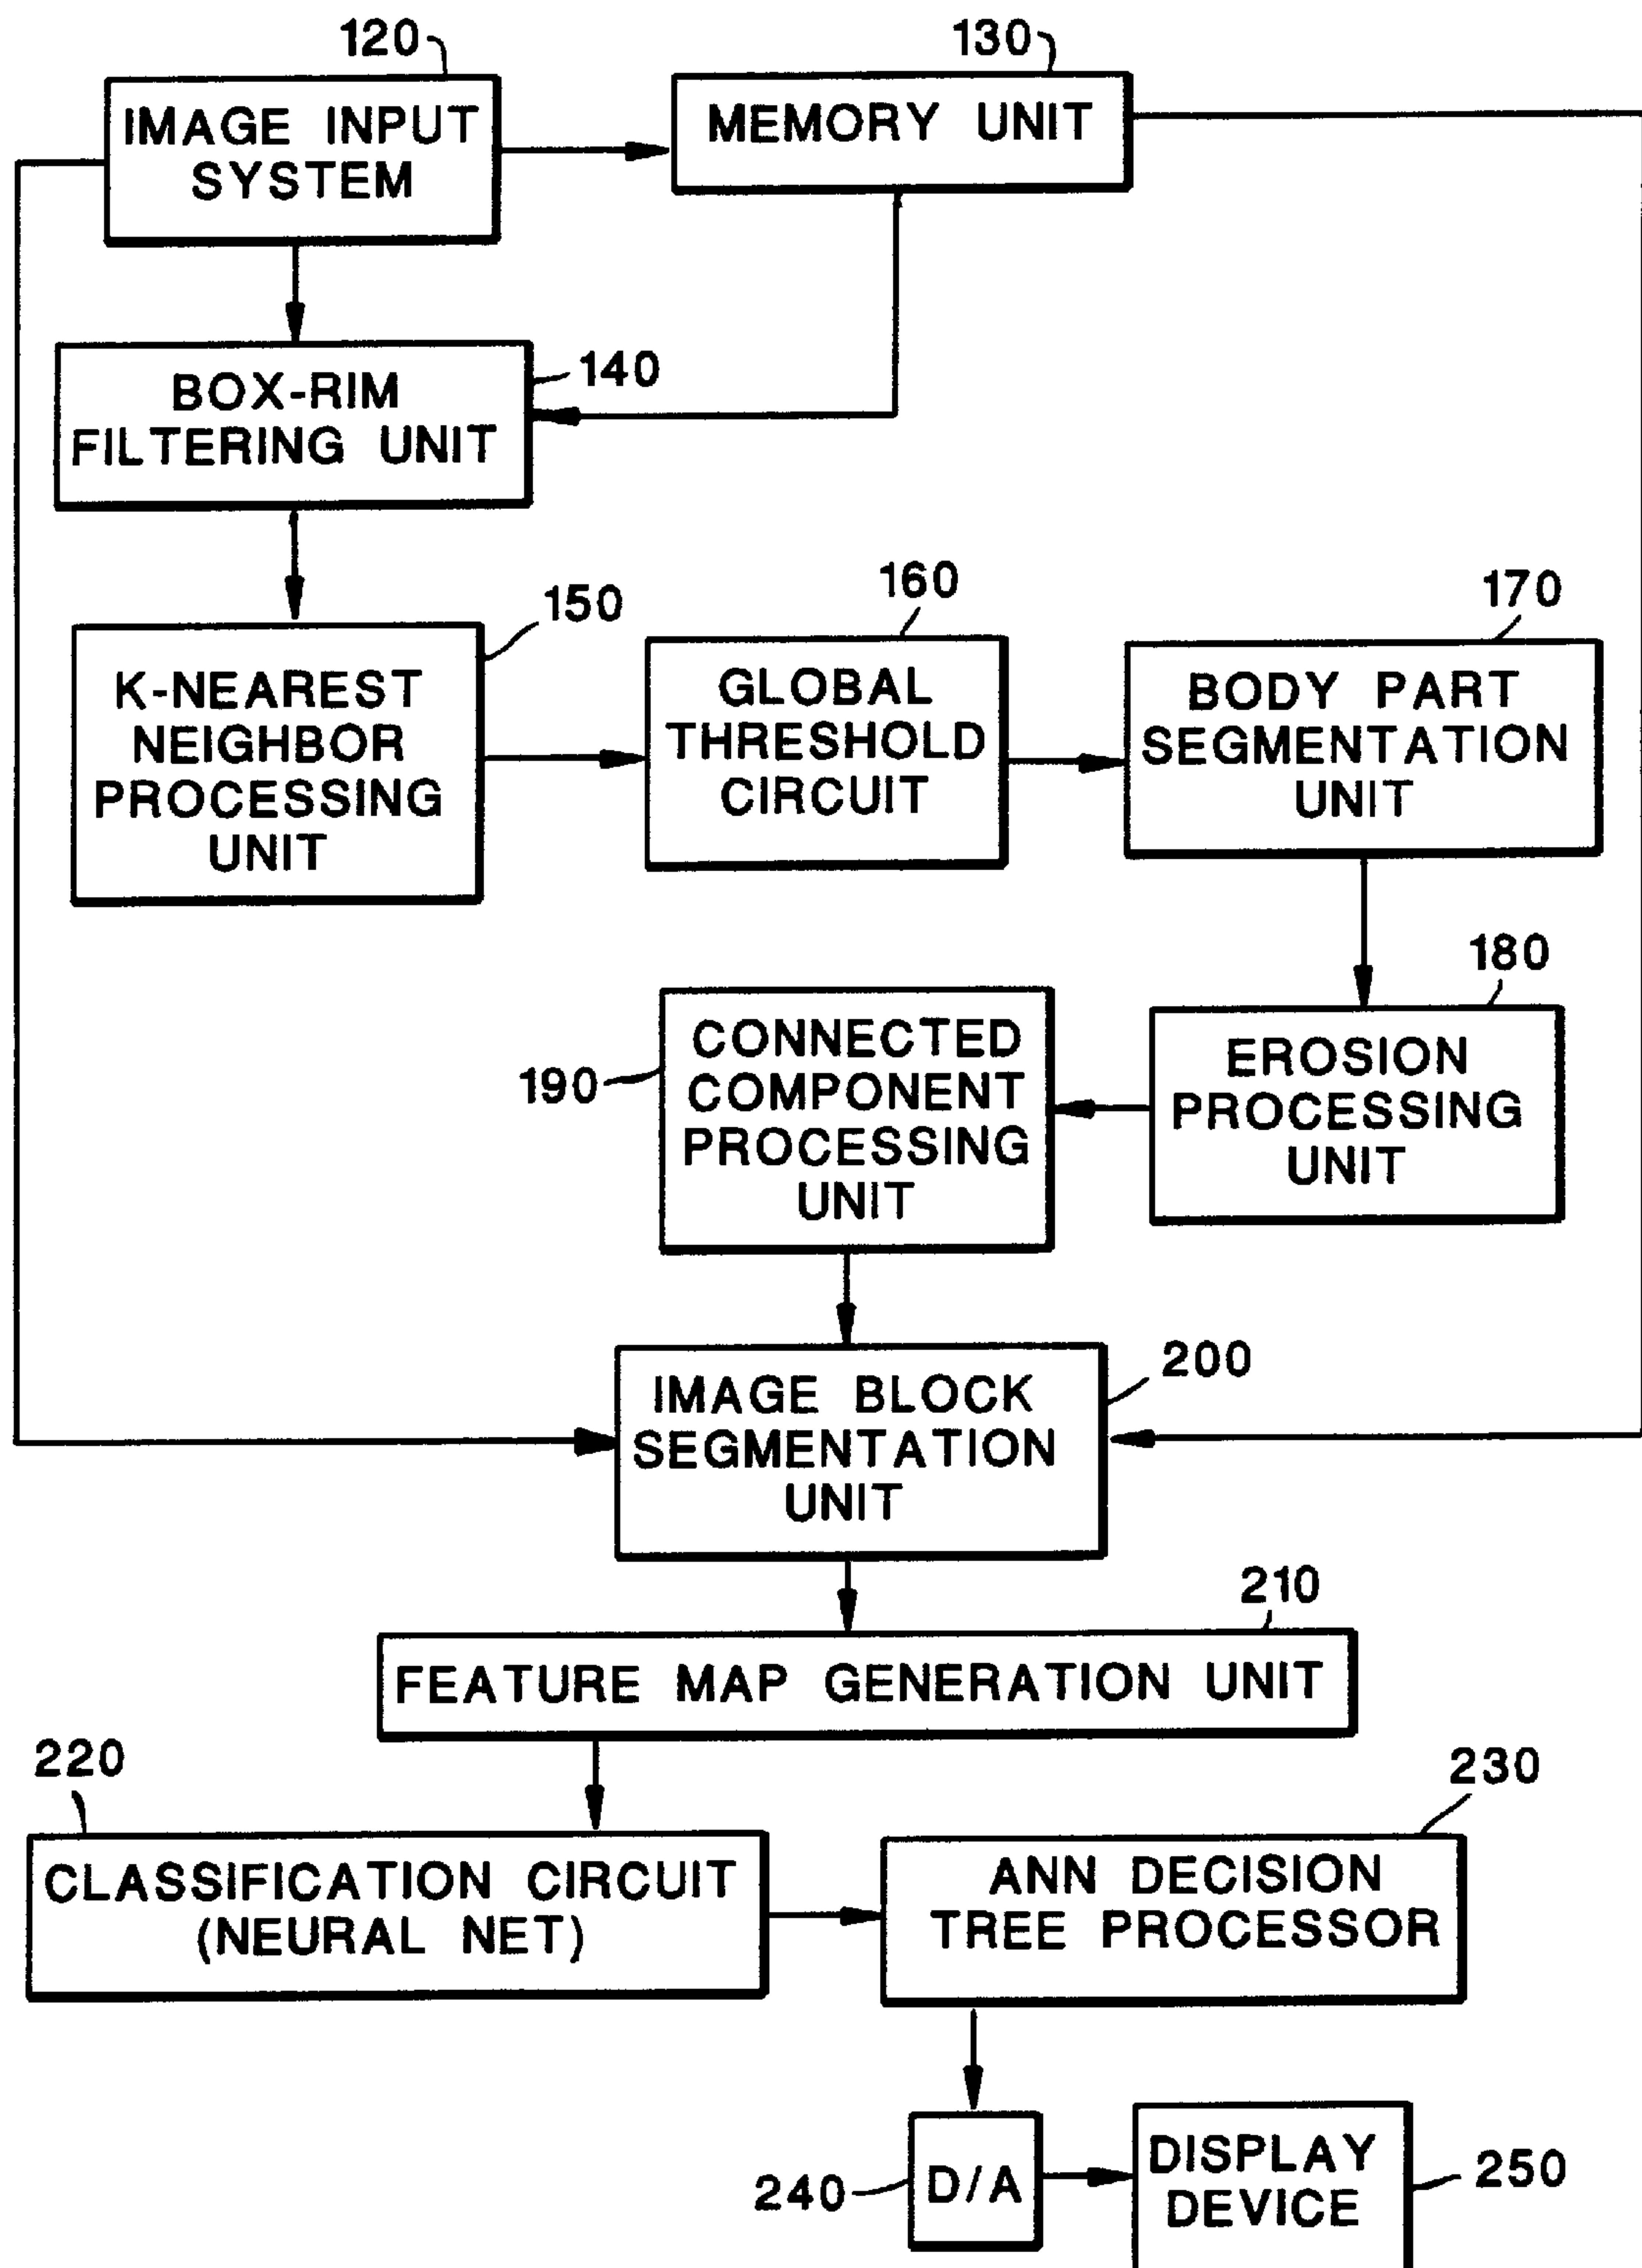 120
130
IMAGE INPUT
SYSTEM
MEMORY UNIT
BOX-RIM
FILTERING UNIT
140
150
160
170
K-NEAREST
NEIGHBOR
PROCESSING
UNIT
GLOBAL
THRESHOLD
CIRCUIT
BODY PART
SEGMENTATION
UNIT
180
190
CONNECTED
COMPONENT
PROCESSING
UNIT
EROSION
PROCESSING
UNIT
200
IMAGE BLOCK
SEGMENTATION
UNIT
210
FEATURE MAP GENERATION UNIT
220
230
CLASSIFICATION CIRCUIT
(NEURAL NET)
ANN DECISION
TREE PROCESSOR
240
D/A
DISPLAY
DEVICE
250